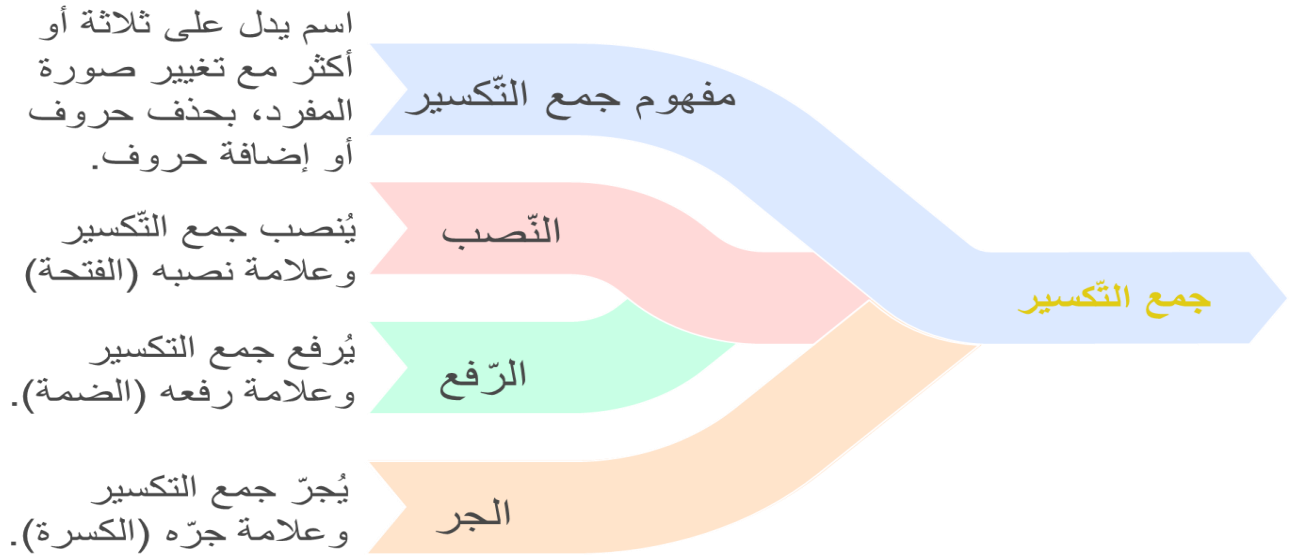 جمع التّكسير
مفهوم جمع التّكسير
اسم يدل على ثلاثة أو
أكثر مع تغيير صورة
المفرد، بحذف حروف
أو إضافة حروف.
النّصب
يُنصب جمع التّكسير
وعلامة نصبه (الفتحة)
الرّفع
يُرفع جمع التكسير
وعلامة رفعه (الضمة).
الجر
يُجرّ جمع التكسير
وعلامة جرّه (الكسرة).